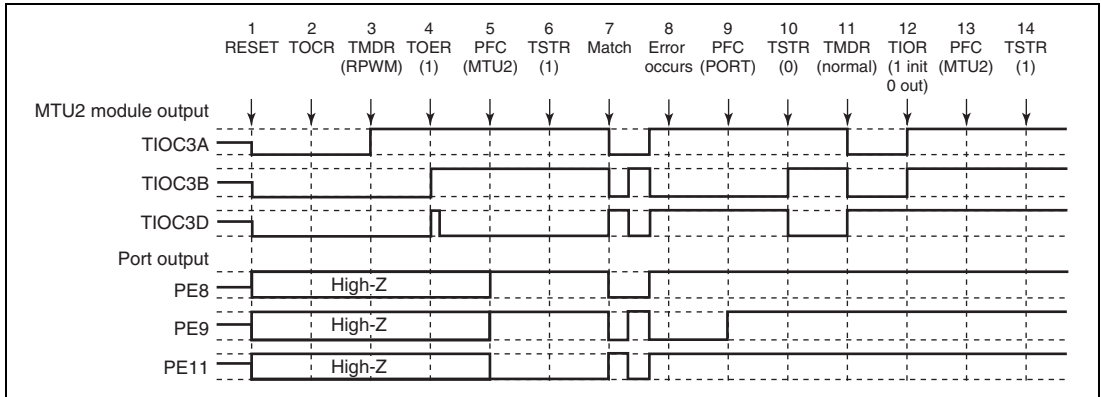 1 2 3 4 5 6 7 8 9 10 11 12 13 14
RESET TOCR TMDR TOER PFC TSTR Match Error PFC TSTR TMDR TIOR PFC TSTR
(RPWM) (1) (MTU2) (1) occurs (PORT) (0) (normal) (1 init (MTU2) (1)
0 out)
MTU2 module output
TIOC3A
TIOC3B
TIOC3D
Port output
PE8 High-Z
PE9 High-Z
PE11 High-Z